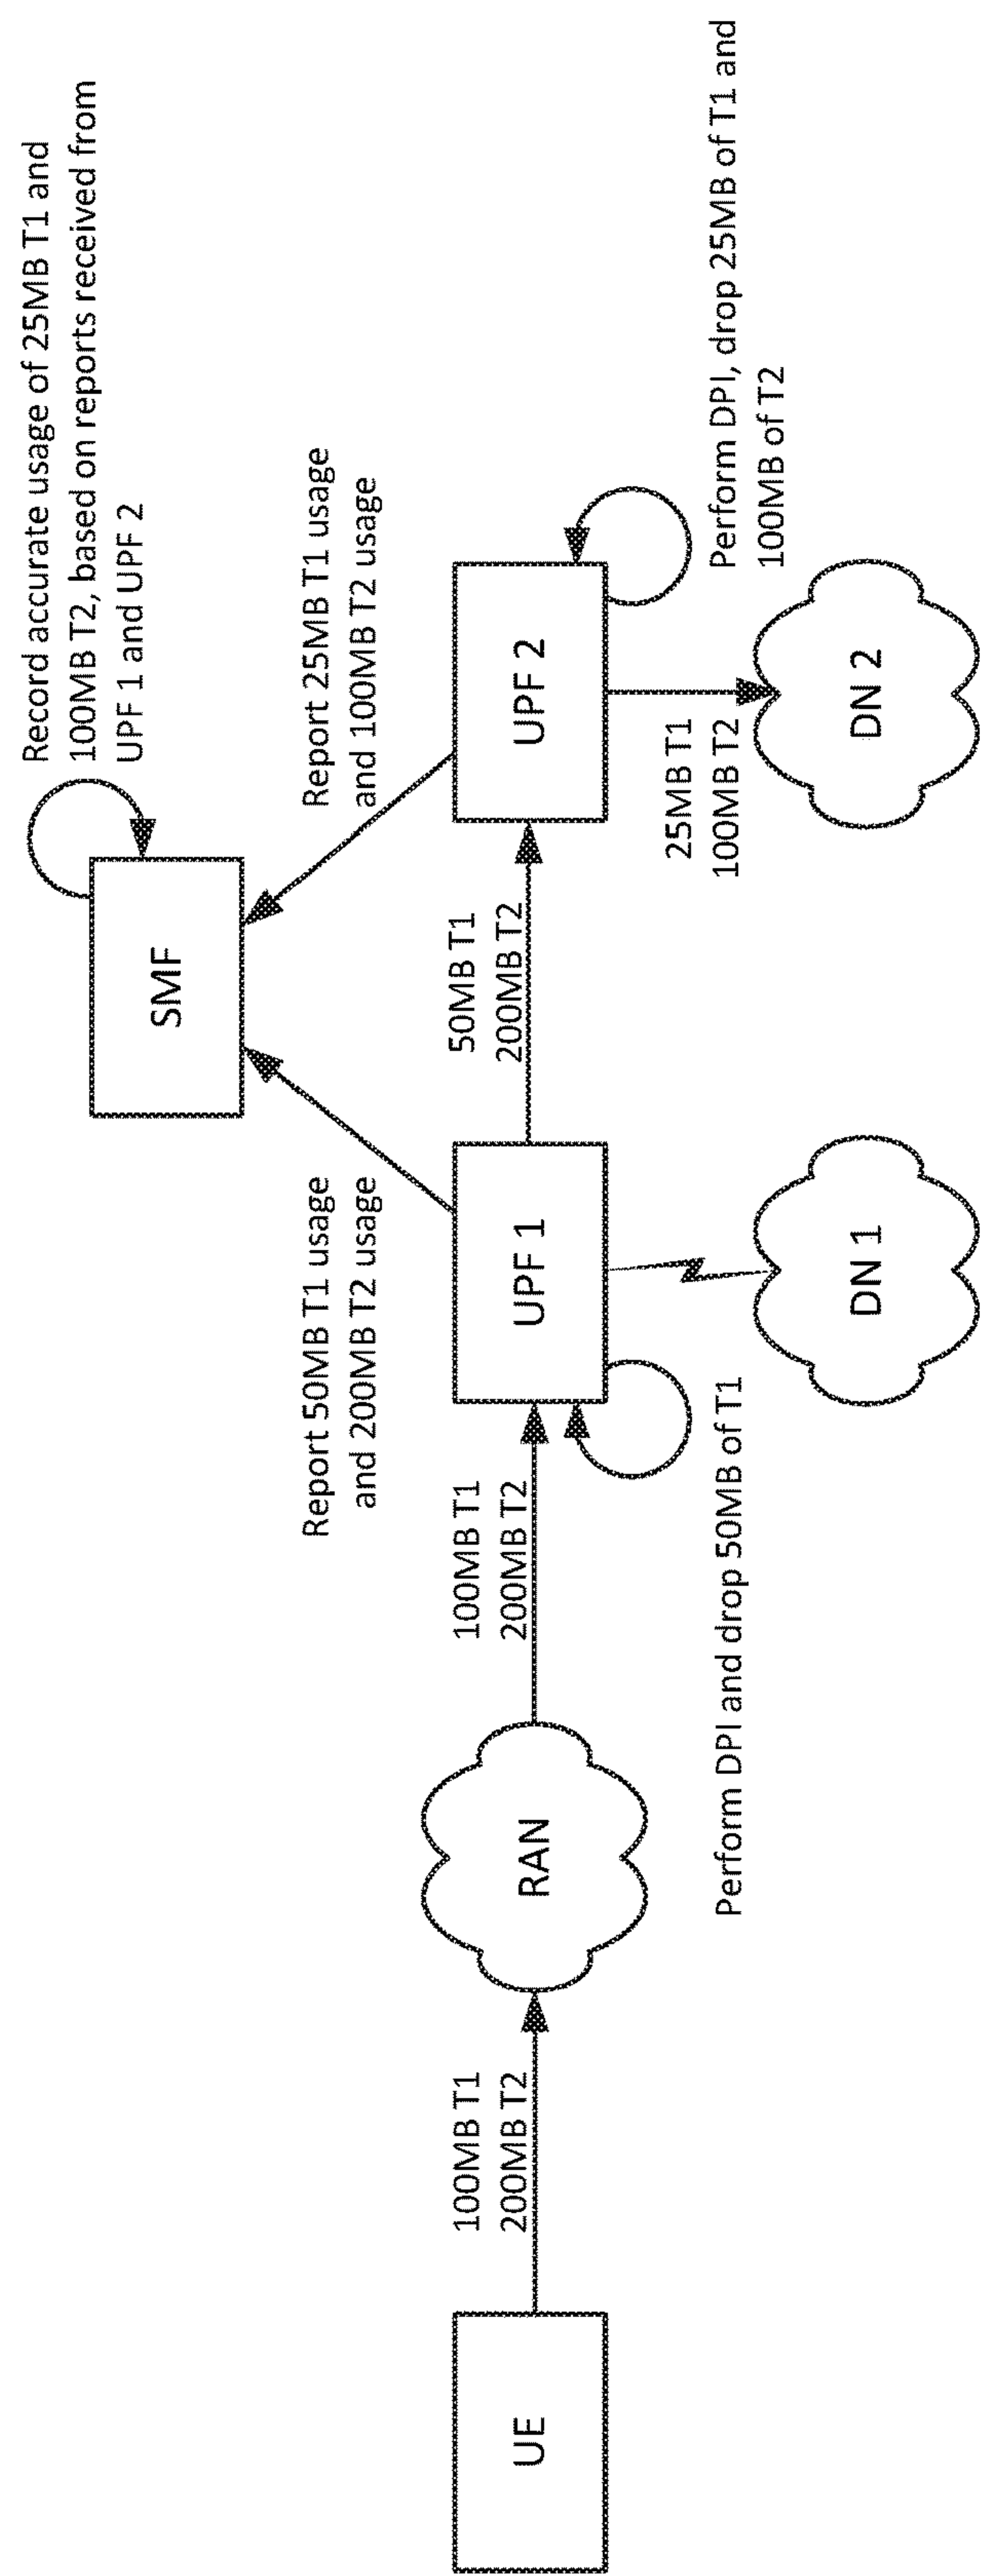 Record accurate usage of 25MB T1 and
100MB T2, based on reports received from
UPF 1 and UPF 2
SMF
Report 50MB T1 usage
and 200MB T2 usage
Report 25MB T1 usage
and 100MB T2 usage
UE
100MB T1
200MB T2
RAN
100MB T1
200MB T2
UPF 1
50MB T1
200MB T2
UPF 2
Perform DPI and drop 50MB of T1
DN 1
25MB T1
100MB T2
DN 2
Perform DPI, drop 25MB of T1 and
100MB of T2